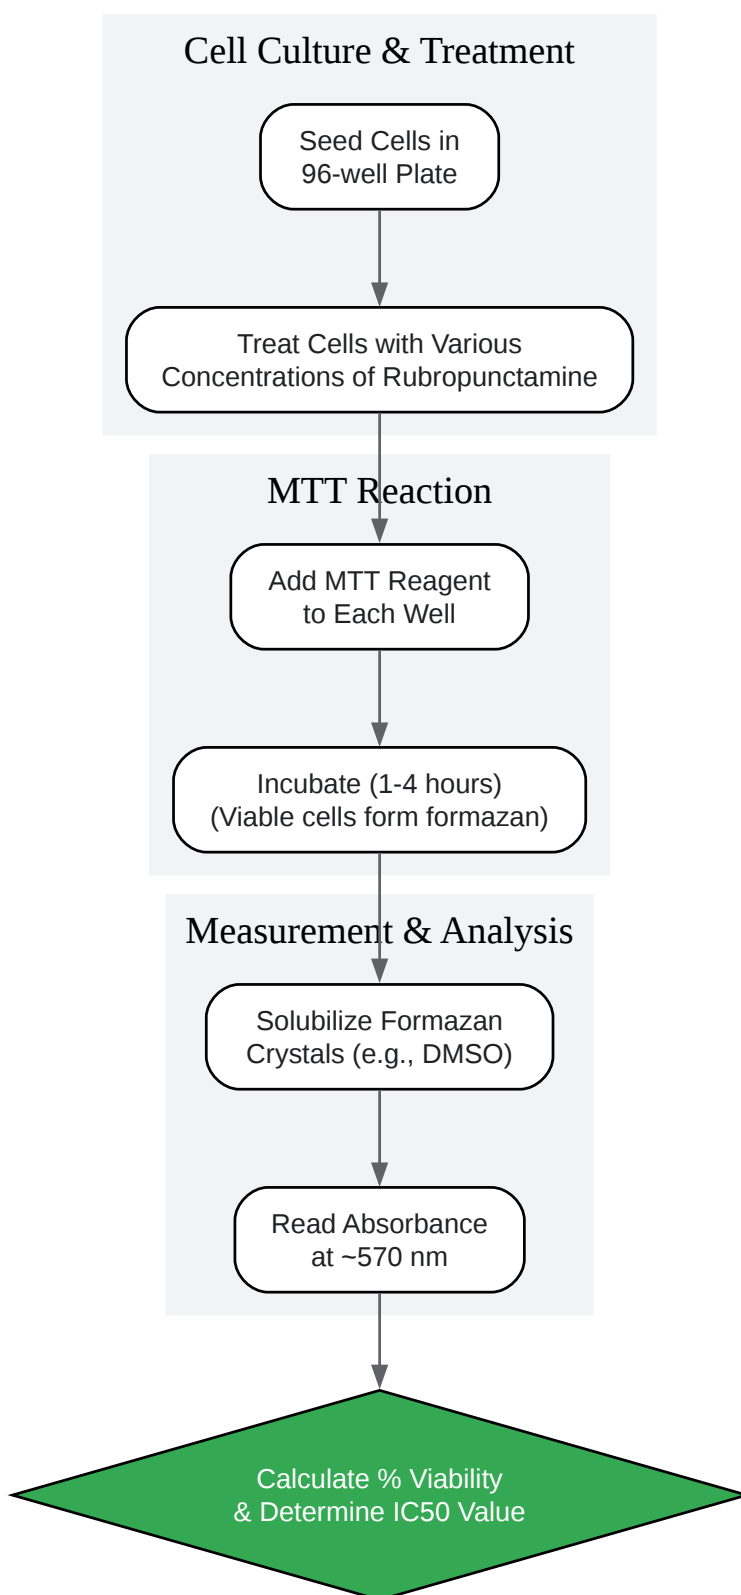 Cell Culture & Treatment
Seed Cells in
96-well Plate
Treat Cells with Various
Concentrations of Rubropunctamine
MTT Reaction
Add MTT Reagent
to Each Well
Incubate (1-4 hours)
(Viable cells form formazan)
Measurement & Analysis
Solubilize Formazan
Crystals (e.g., DMSO)
Read Absorbance
at ~570 nm
Calculate % Viability
& Determine IC50 Value